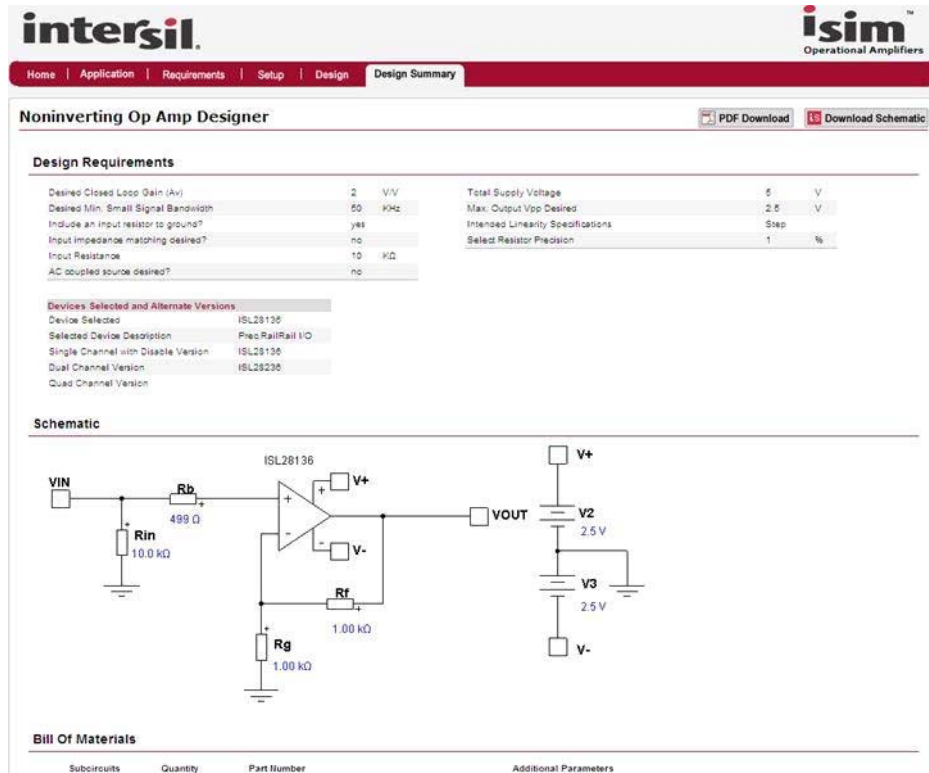 intersil.
isim™
Operational Amplifiers
Home | Application | Requirements | Setup | Design Design Summary
Noninverting Op Amp Designer
PDF Download
Download Schematic
Design Requirements
Desired Closed Loop Gain (Av) 2 V/V
Desired Min. Small Signal Bandwidth 50 KHz
Include an input resistor to ground? yes
Input impedance matching desired? no
Input Resistance 10 KΩ
AC coupled source desired? no
Total Supply Voltage 5 V
Max. Output Vpp Desired 2.5 V
Intended Linearity Specifications Step
Select Resistor Precision 1 %
Devices Selected and Alternate Versions
Device Selected ISL28136
Selected Device Description Prec RailRail I/O
Single Channel with Disable Version ISL28136
Dual Channel Version ISL28236
Quad Channel Version
Schematic
ISL28136
VIN
Rb
499 Ω
Rin
10.0 kΩ
+
-
+
V+
-
V-
VOUT
Rf
1.00 kΩ
Rg
1.00 kΩ
V+
V2
2.5 V
V3
2.5 V
V-
Bill Of Materials
Subcircuits Quantity Part Number Additional Parameters